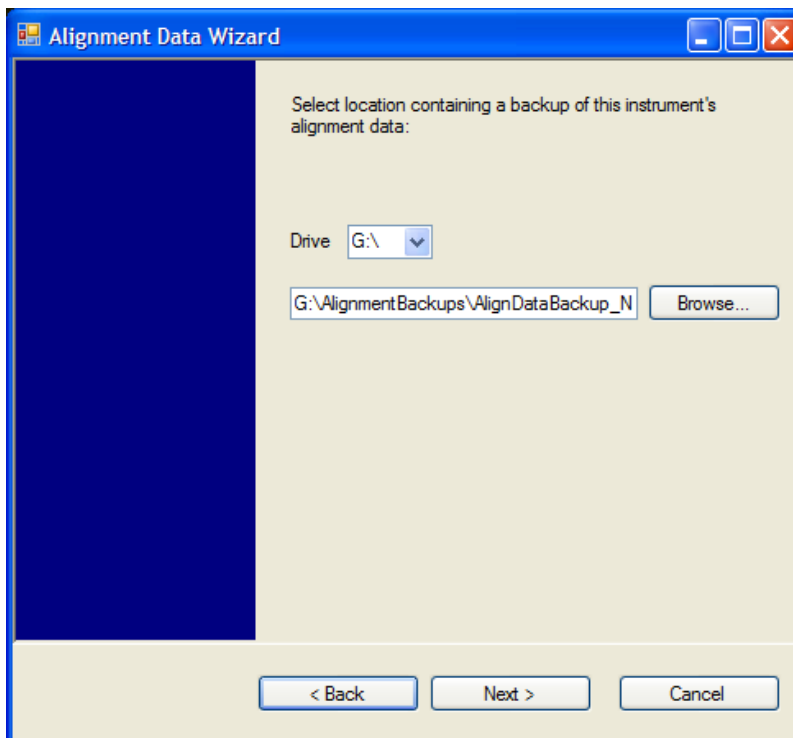 Alignment Data Wizard
Select location containing a backup of this instrument's
alignment data:
Drive G:\
G:\AlignmentBackups\AlignDataBackup_N Browse...
< Back Next > Cancel